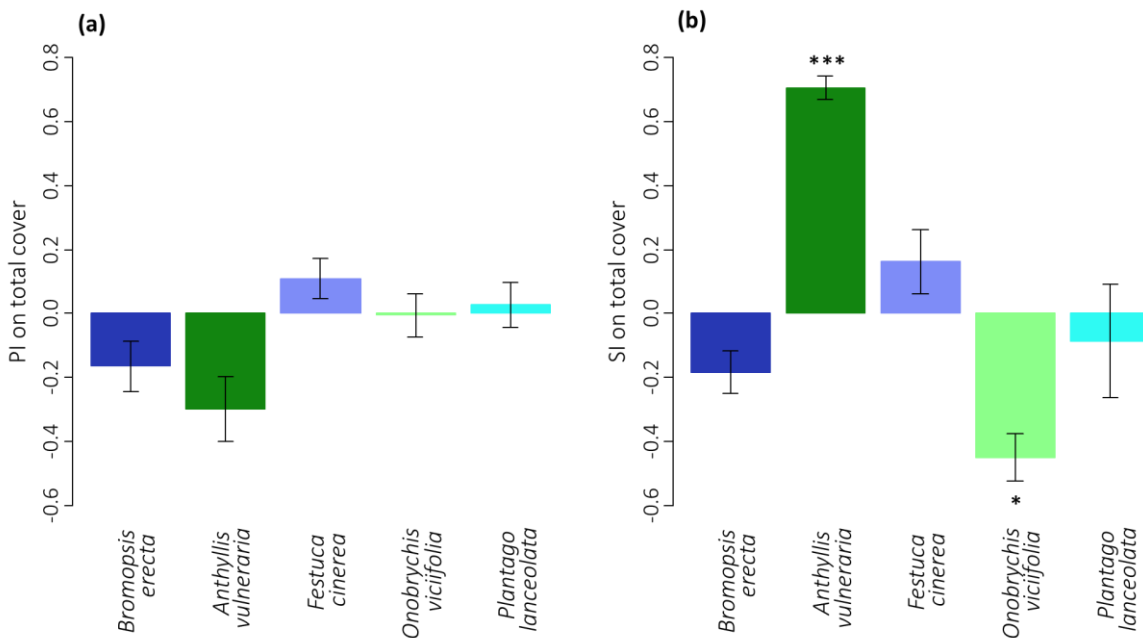 (a)
PI on total cover
0.8
0.6
0.4
0.2
0.0
-0.2
-0.4
-0.6
Bromopsis
erecta
Anthyllis
vulneraria
Festuca
cinerea
Onobrychis
viciifolia
Plantago
lanceolata
(b)
SI on total cover
0.8
0.6
0.4
0.2
0.0
-0.2
-0.4
-0.6
***
*
Bromopsis
erecta
Anthyllis
vulneraria
Festuca
cinerea
Onobrychis
viciifolia
Plantago
lanceolata